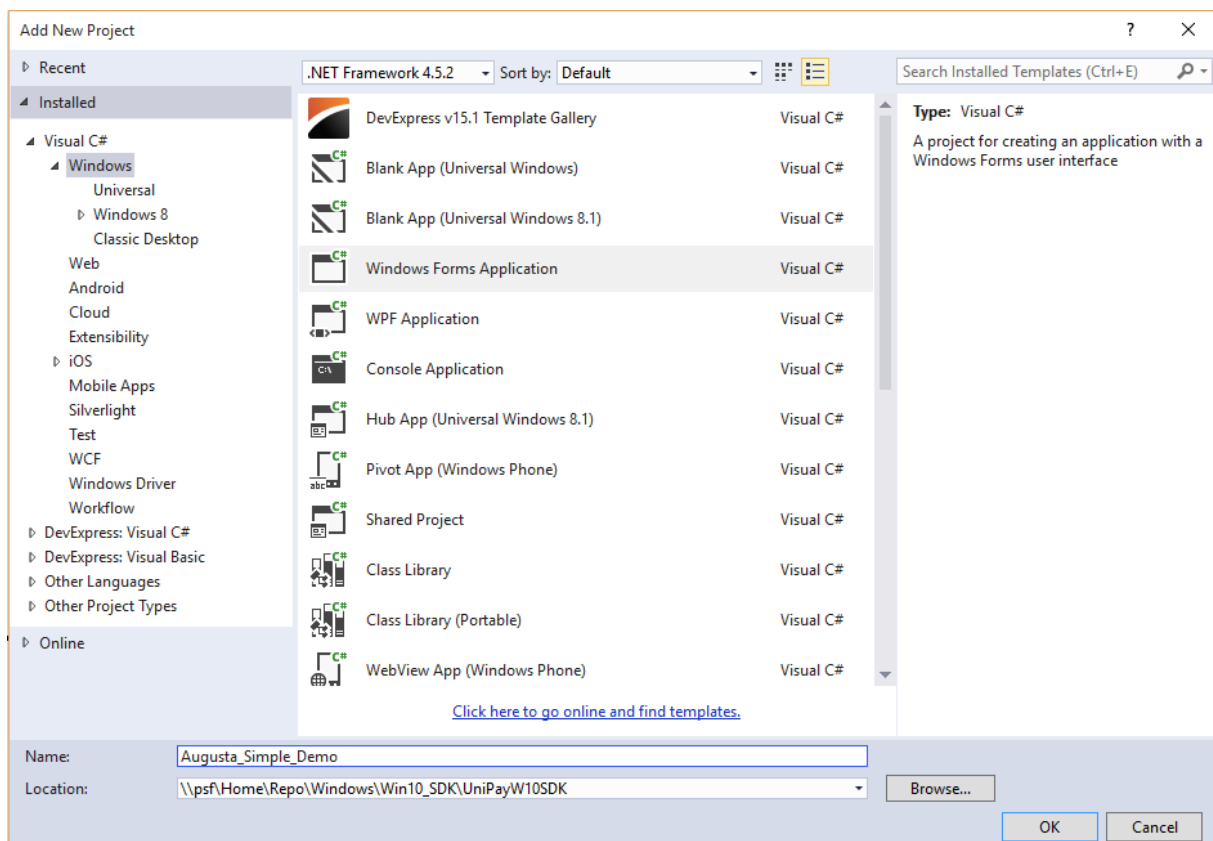 Add New Project
?
Recent
.NET Framework 4.5.2
Sort by: Default
Search Installed Templates (Ctrl+E)
Installed
Visual C#
Windows
Universal
Windows 8
Classic Desktop
Web
Android
Cloud
Extensibility
iOS
Mobile Apps
Silverlight
Test
WCF
Windows Driver
Workflow
DevExpress: Visual C#
DevExpress: Visual Basic
Other Languages
Other Project Types
Online
DevExpress v15.1 Template Gallery Visual C#
C# Blank App (Universal Windows) Visual C#
C# Blank App (Universal Windows 8.1) Visual C#
C# Windows Forms Application Visual C#
C# WPF Application Visual C#
C# C:\ Console Application Visual C#
C# Hub App (Universal Windows 8.1) Visual C#
C# abc Pivot App (Windows Phone) Visual C#
C# Shared Project Visual C#
C# Class Library Visual C#
C# Class Library (Portable) Visual C#
C# WebView App (Windows Phone) Visual C#
Click here to go online and find templates.
Type: Visual C#
A project for creating an application with a
Windows Forms user interface
Name: Augusta_Simple_Demo
Location: \\psf\Home\Repo\Windows\Win10_SDK\UniPayW10SDK
Browse...
OK
Cancel